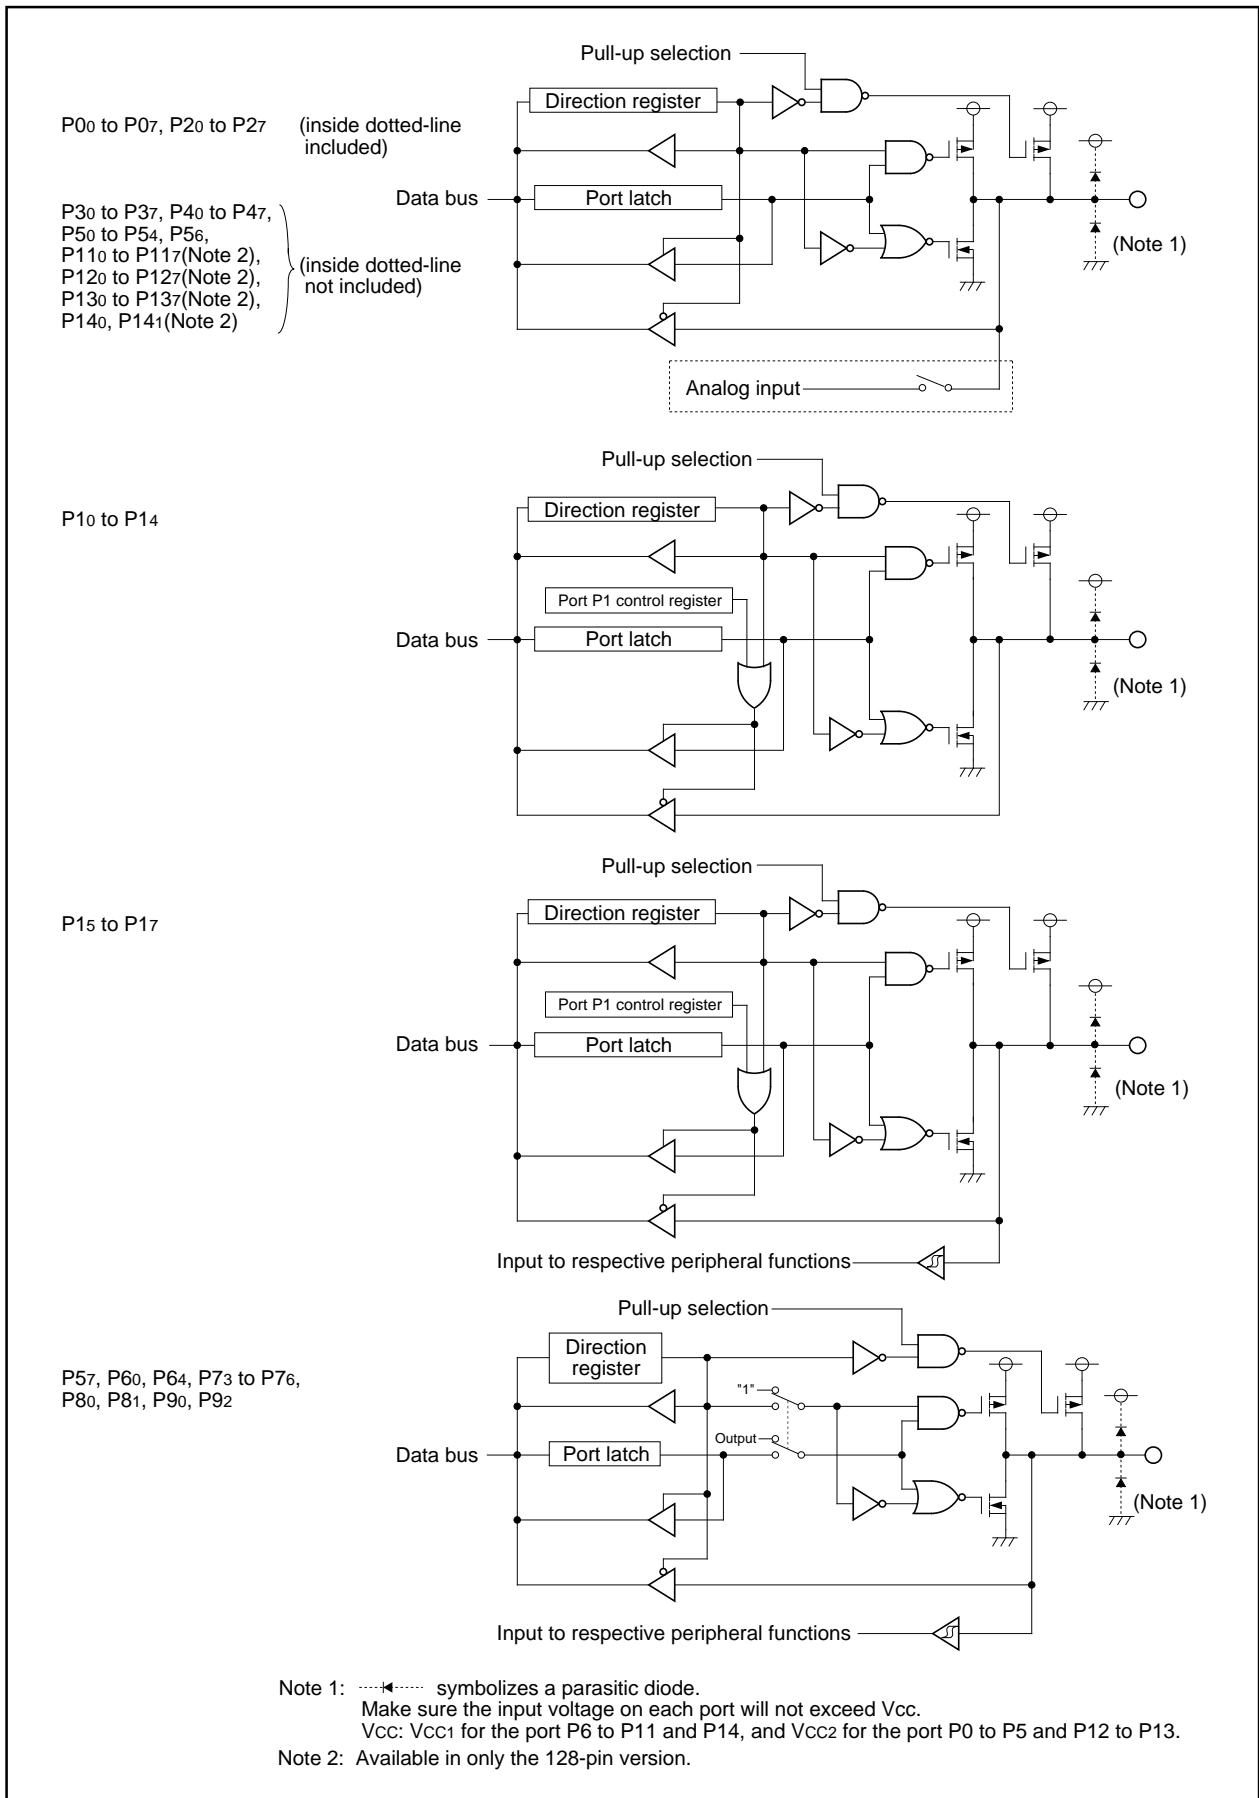 Pull-up selection
Direction register
P00 to P07, P20 to P27 (inside dotted-line
included)
Data bus
Port latch
P30 to P37, P40 to P47,
P50 to P54, P56,
P110 to P117(Note 2),
P120 to P127(Note 2),
P130 to P137(Note 2),
P140, P141(Note 2)
(inside dotted-line
not included)
(Note 1)
Analog input
Pull-up selection
P10 to P14
Direction register
Port P1 control register
Data bus
Port latch
(Note 1)
Pull-up selection
P15 to P17
Direction register
Port P1 control register
Data bus
Port latch
(Note 1)
Input to respective peripheral functions
Pull-up selection
Direction
register
P57, P60, P64, P73 to P76,
P80, P81, P90, P92
"1"
Output
Data bus
Port latch
(Note 1)
Input to respective peripheral functions
Note 1: symbolizes a parasitic diode.
Make sure the input voltage on each port will not exceed Vcc.
VCC: VCC1 for the port P6 to P11 and P14, and VCC2 for the port P0 to P5 and P12 to P13.
Note 2: Available in only the 128-pin version.